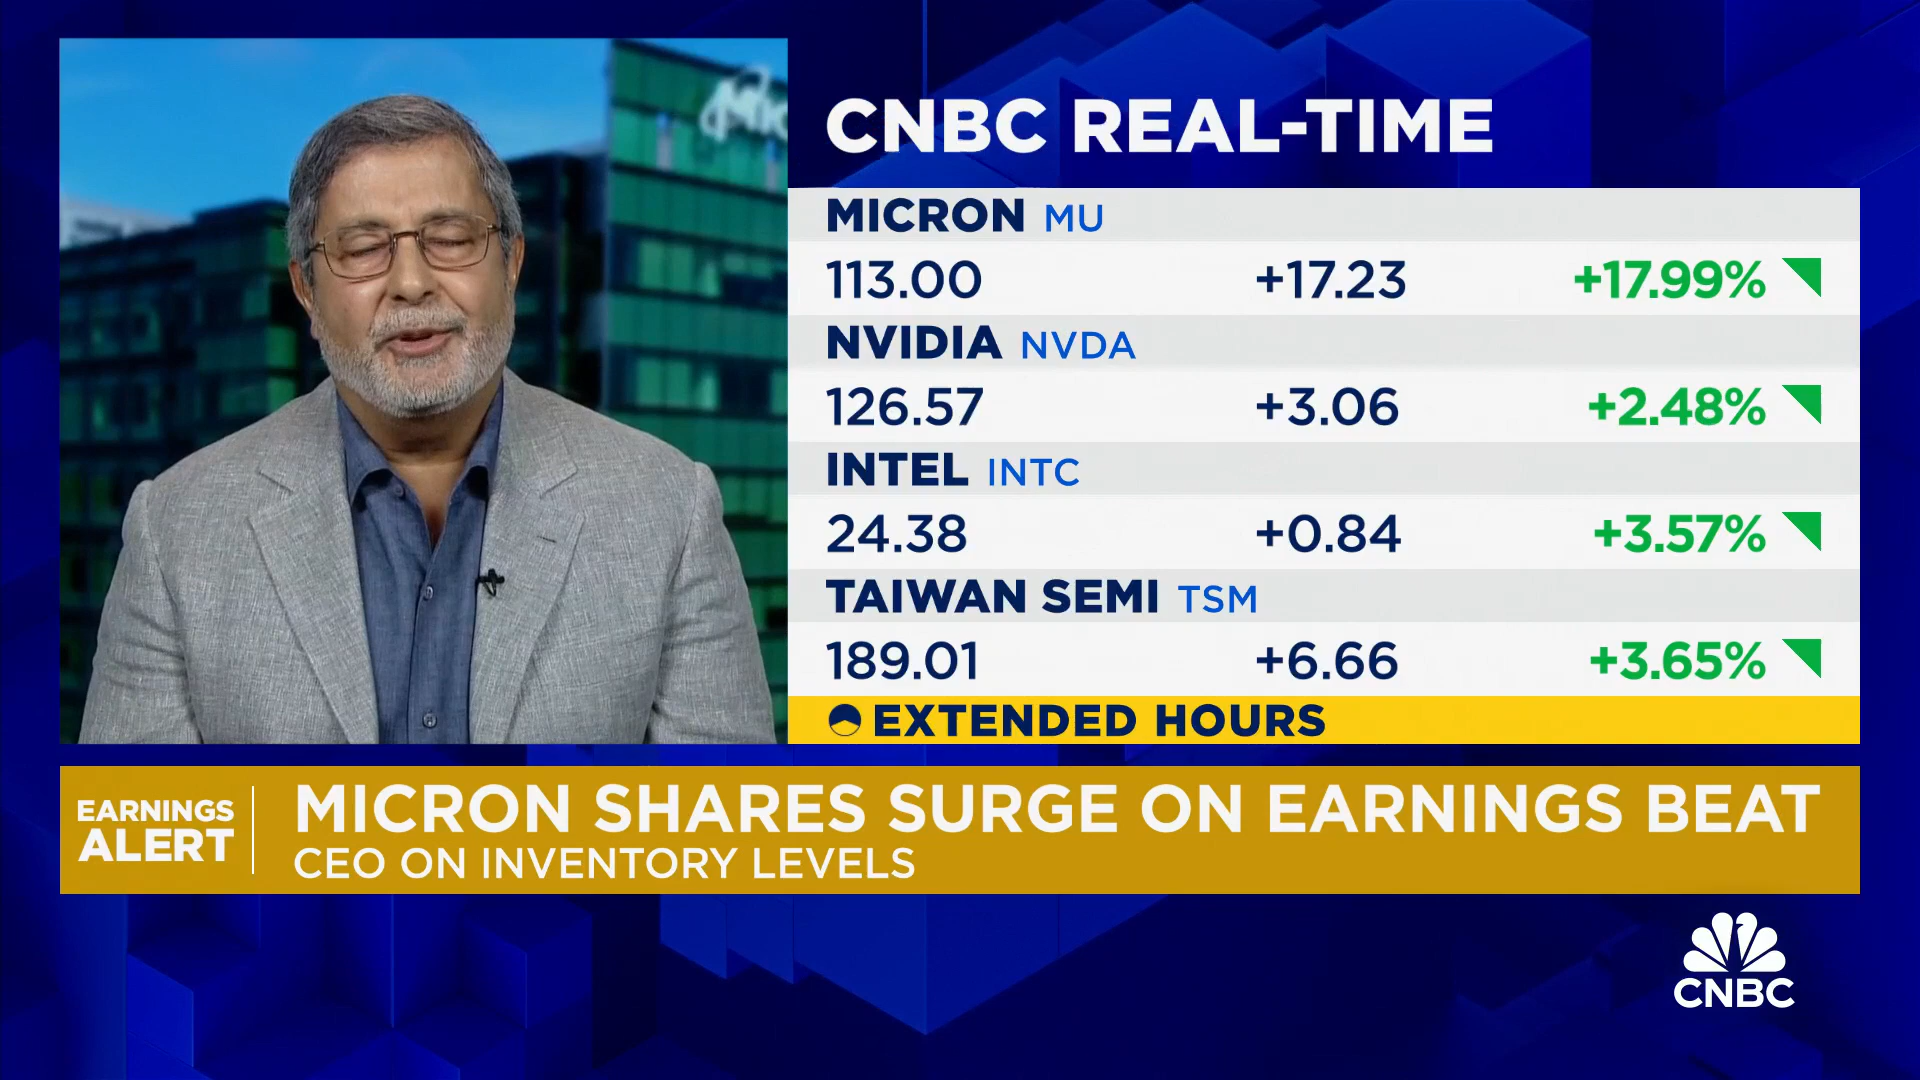 Mic
CNBC REAL-TIME
MICRON MU
113.00 +17.23 +17.99%
NVIDIA NVDA
126.57 +3.06 +2.48%
INTEL INTC
24.38 +0.84 +3.57%
TAIWAN SEMI TSM
189.01 +6.66 +3.65%
EXTENDED HOURS
EARNINGS
ALERT
MICRON SHARES SURGE ON EARNINGS BEAT
CEO ON INVENTORY LEVELS
CNBC